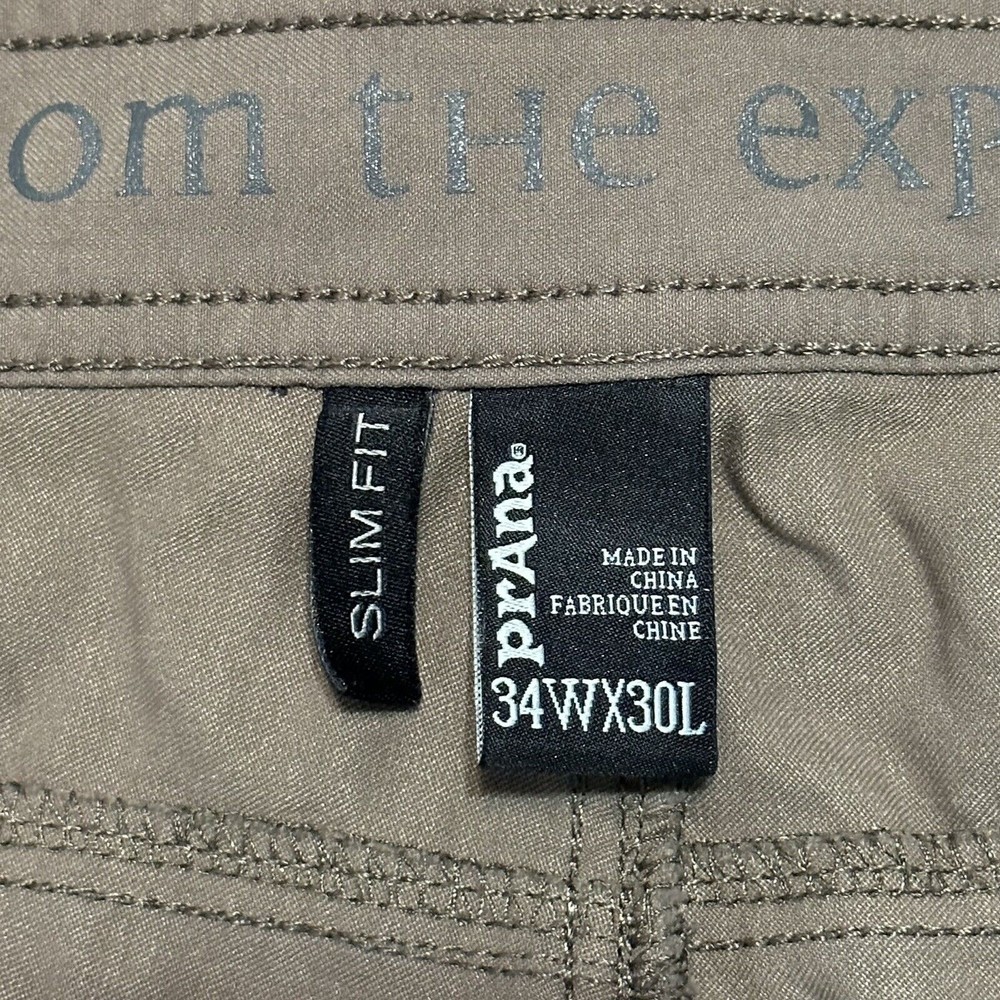 om tHe exp
SLIM FIT
prAna®
MADE IN
CHINA
FABRIQUE EN
CHINE
34WX30L